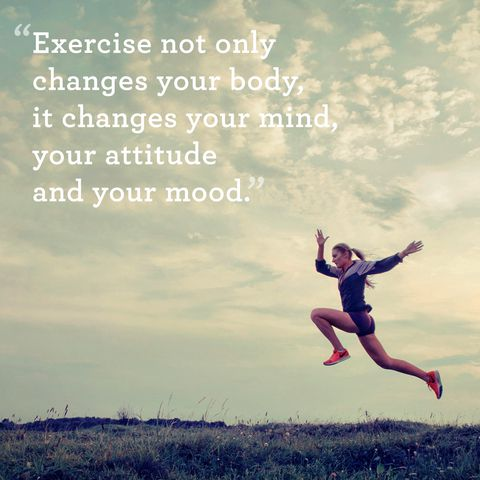 “Exercise not only
changes your body,
it changes your mind,
your attitude
and your mood.”